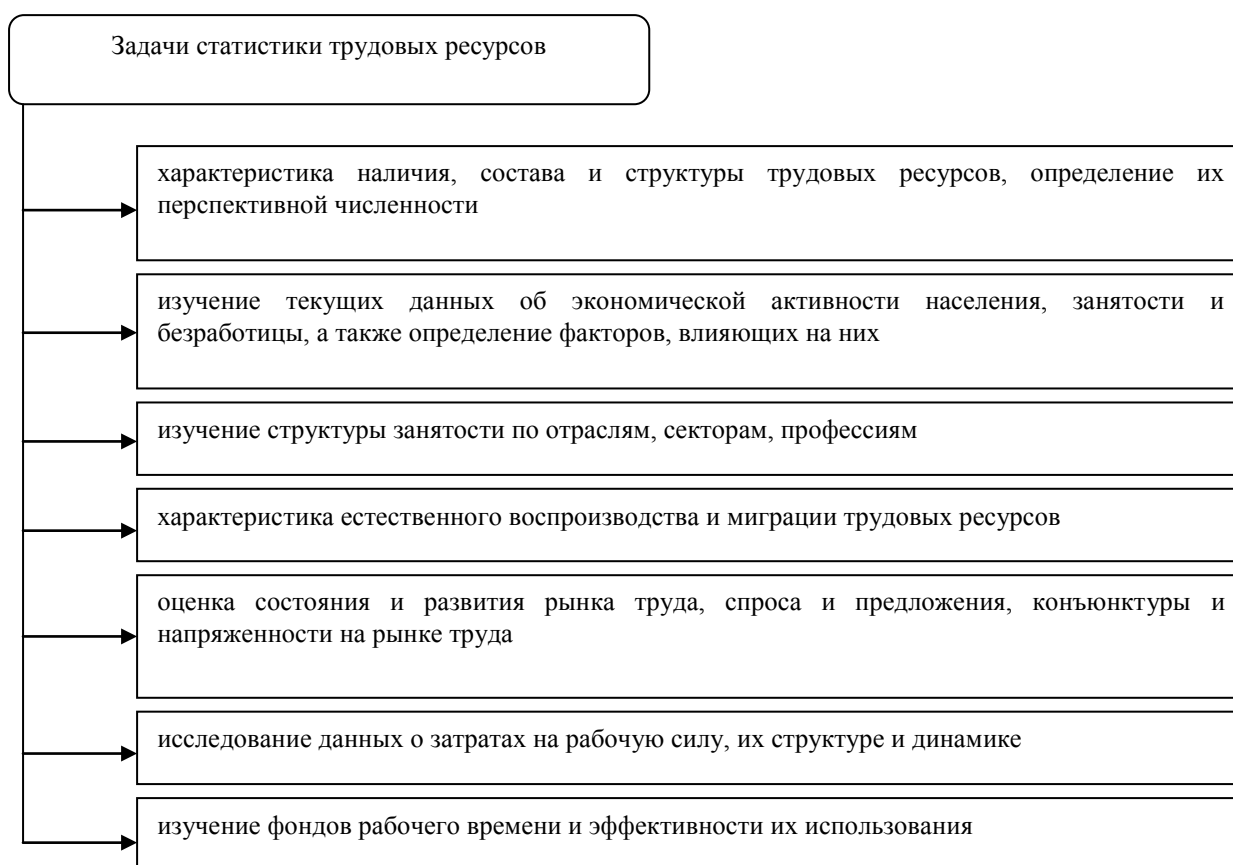 Задачи статистики трудовых ресурсов
характеристика наличия, состава и структуры трудовых ресурсов, определение их
перспективной численности
изучение текущих данных об экономической активности населения, занятости и
безработицы, а также определение факторов, влияющих на них
изучение структуры занятости по отраслям, секторам, профессиям
характеристика естественного воспроизводства и миграции трудовых ресурсов
оценка состояния и развития рынка труда, спроса и предложения, конъюнктуры и
напряженности на рынке труда
исследование данных о затратах на рабочую силу, их структуре и динамике
изучение фондов рабочего времени и эффективности их использования